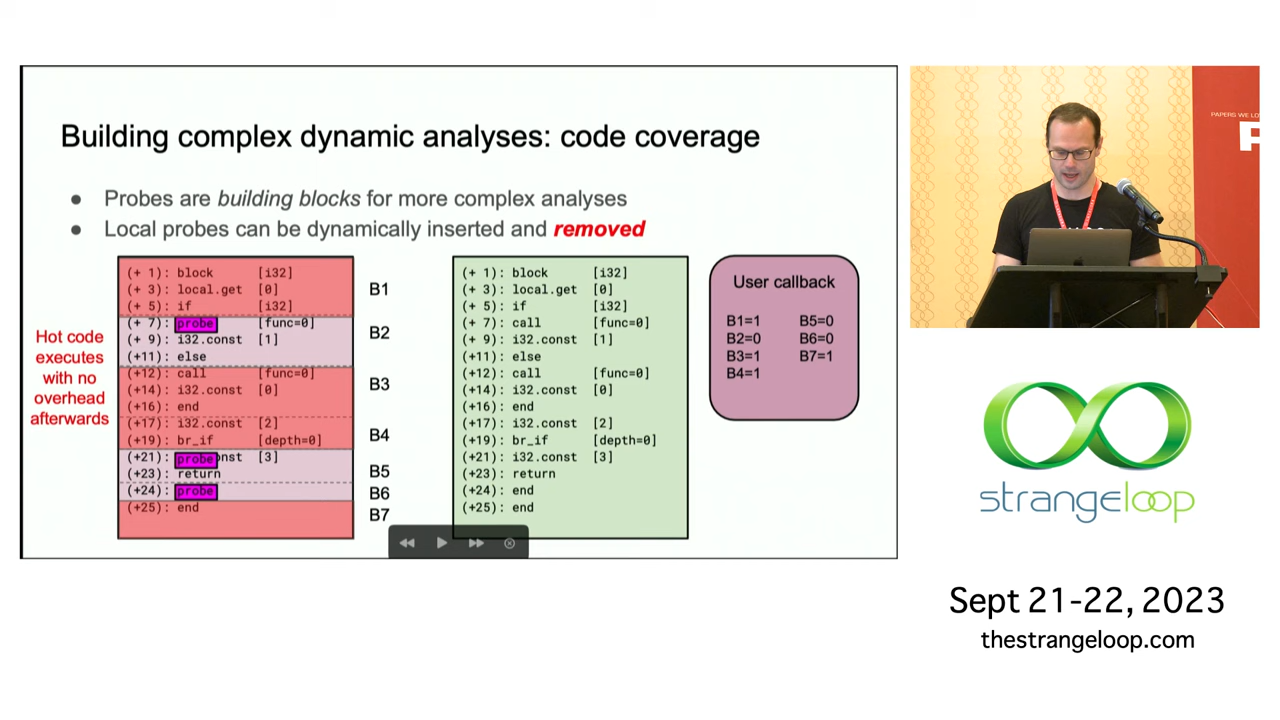 Building complex dynamic analyses: code coverage
● Probes are building blocks for more complex analyses
● Local probes can be dynamically inserted and removed
Hot code
executes
with no
overhead
afterwards
(+ 1): block [i32]
(+ 3): local.get [0]
(+ 5): if [i32]
(+ 7): probe [func=0]
(+ 9): i32.const [1]
(+11): else
(+12): call [func=0]
(+14): i32.const [0]
(+16): end
(+17): i32.const [2]
(+19): br_if [depth=0]
(+21): probe nst [3]
(+23): return
(+24): probe
(+25): end
B1
B2
B3
B4
B5
B6
B7
(+ 1): block [i32]
(+ 3): local.get [0]
(+ 5): if [i32]
(+ 7): call [func=0]
(+ 9): i32.const [1]
(+11): else
(+12): call [func=0]
(+14): i32.const [0]
(+16): end
(+17): i32.const [2]
(+19): br_if [depth=0]
(+21): i32.const [3]
(+23): return
(+24): end
(+25): end
User callback
B1=1 B5=0
B2=0 B6=0
B3=1 B7=1
B4=1
PAPERS WE LO
P
strangeloop
Sept 21-22, 2023
thestrangeloop.com